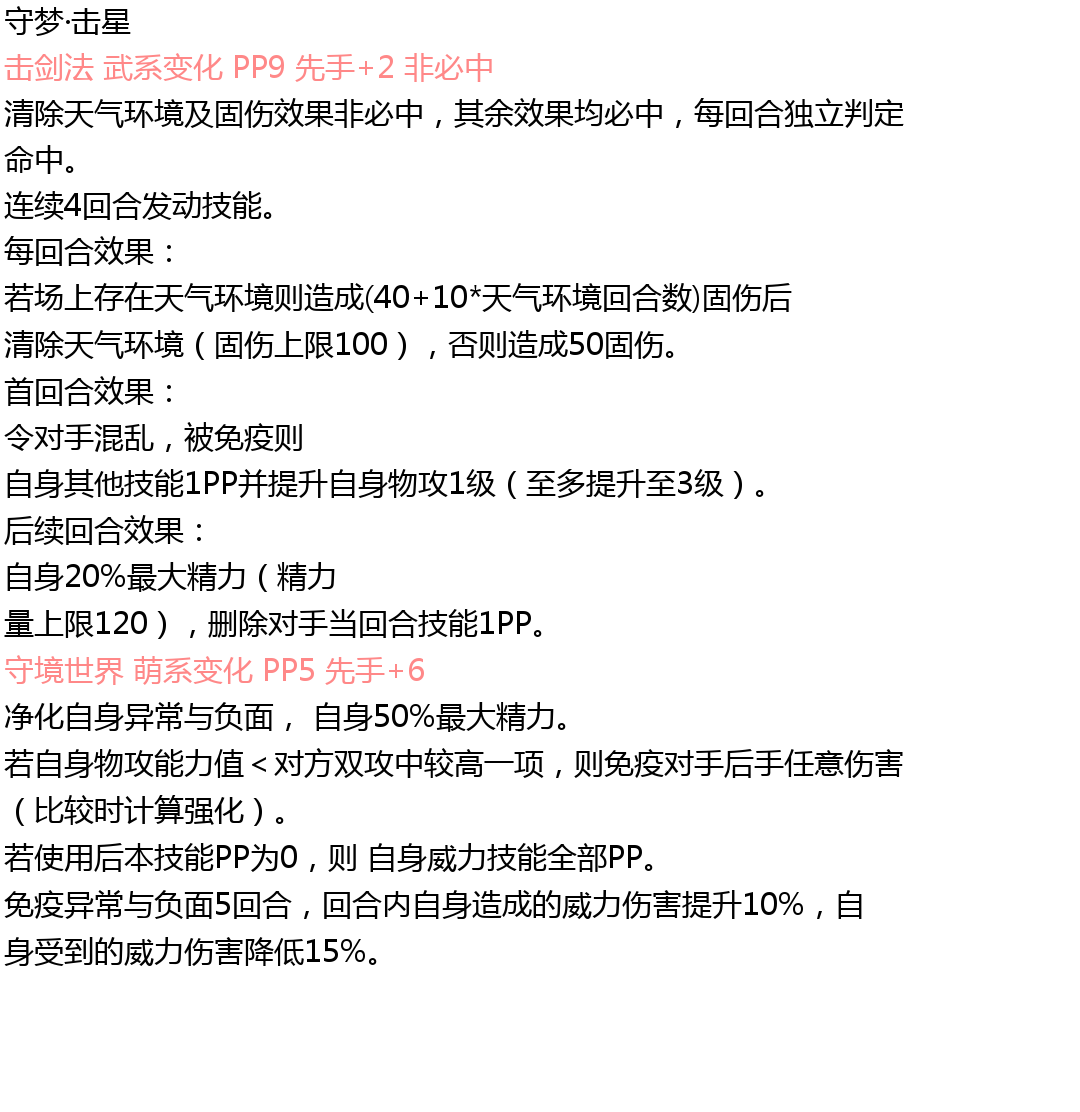 守梦·击星
击剑法 武系变化 PP9 先手+2 非必中
清除天气环境及固伤效果非必中，其余效果均必中，每回合独立判定
命中。
连续4回合发动技能。
每回合效果：
若场上存在天气环境则造成(40+10*天气环境回合数)固伤后
清除天气环境（固伤上限100），否则造成50固伤。
首回合效果：
令对手混乱，被免疫则
自身其他技能1PP并提升自身物攻1级（至多提升至3级）。
后续回合效果：
自身20%最大精力（精力
量上限120），删除对手当回合技能1PP。
守境世界 萌系变化 PP5 先手+6
净化自身异常与负面， 自身50%最大精力。
若自身物攻能力值＜对方双攻中较高一项，则免疫对手后手任意伤害
（比较时计算强化）。
若使用后本技能PP为0，则 自身威力技能全部PP。
免疫异常与负面5回合，回合内自身造成的威力伤害提升10%，自
身受到的威力伤害降低15%。